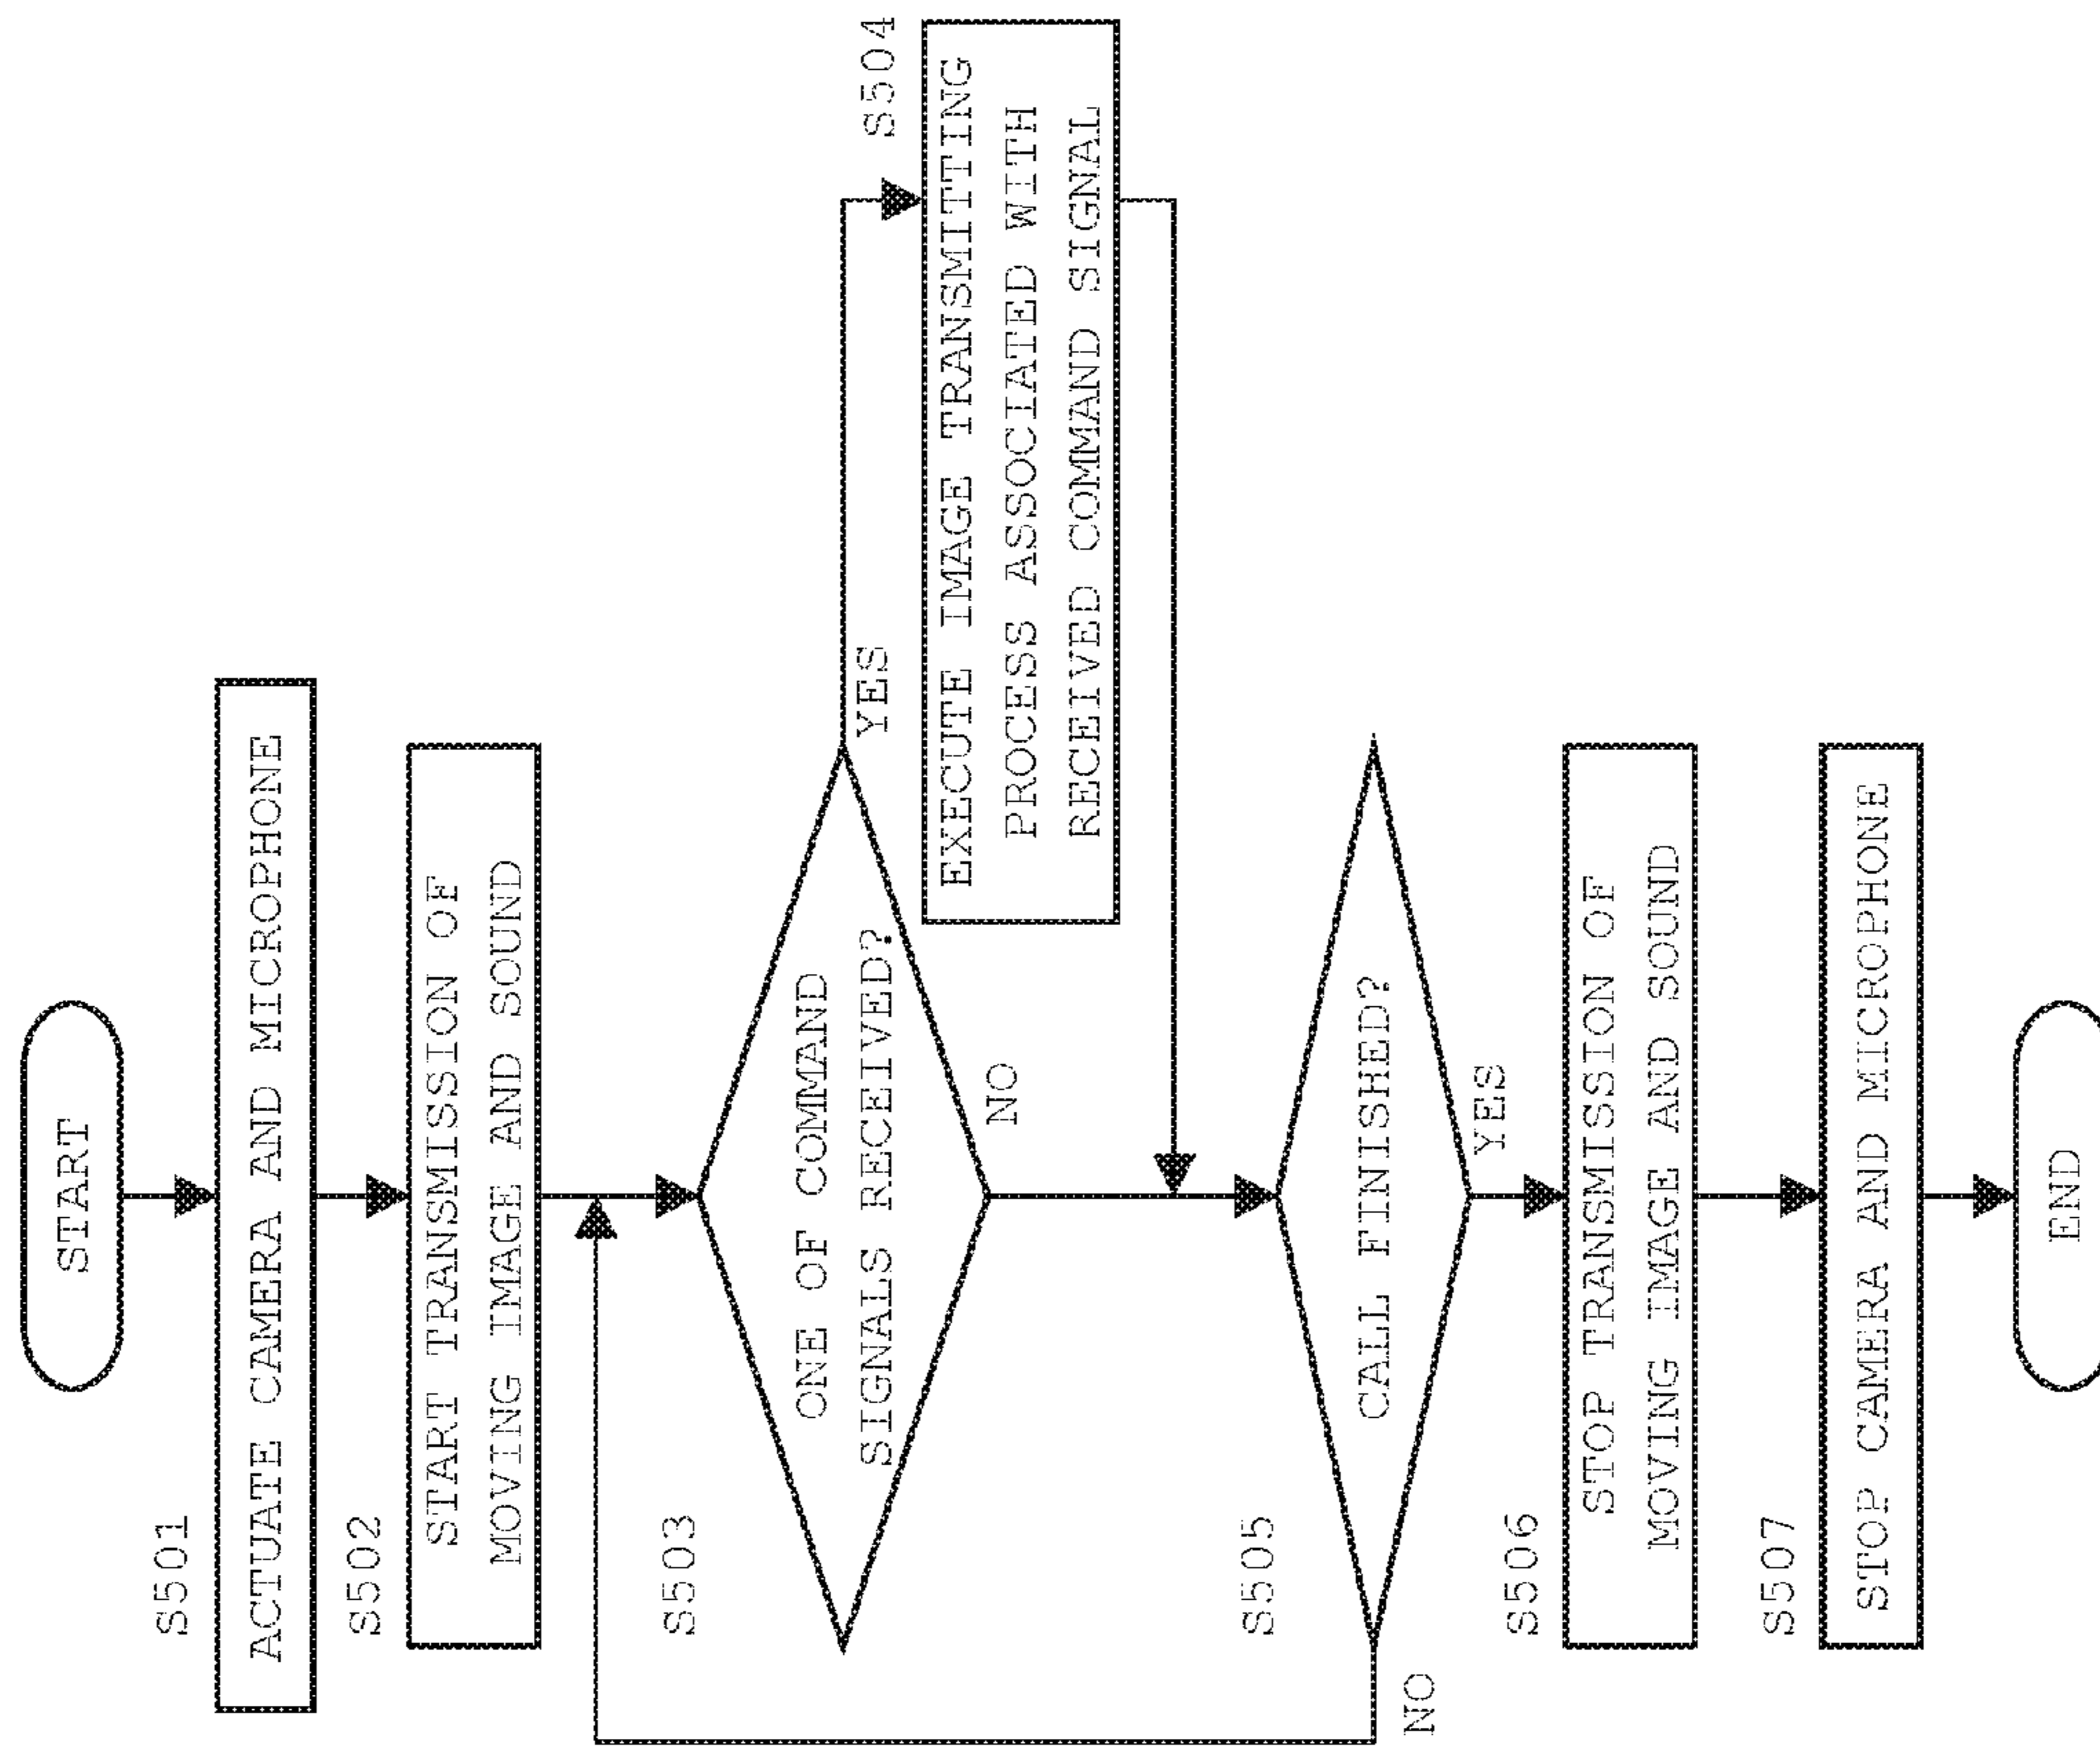 START
S501
ACTUATE CAMERA AND MICROPHONE
S502
START TRANSMISSION OF
MOVING IMAGE AND SOUND
S503
ONE OF COMMAND
SIGNALS RECEIVED?
YES
NO
S504
EXECUTE IMAGE TRANSMITTING
PROCESS ASSOCIATED WITH
RECEIVED COMMAND SIGNAL
S505
CALL FINISHED?
NO
YES
S506
STOP TRANSMISSION OF
MOVING IMAGE AND SOUND
S507
STOP CAMERA AND MICROPHONE
END